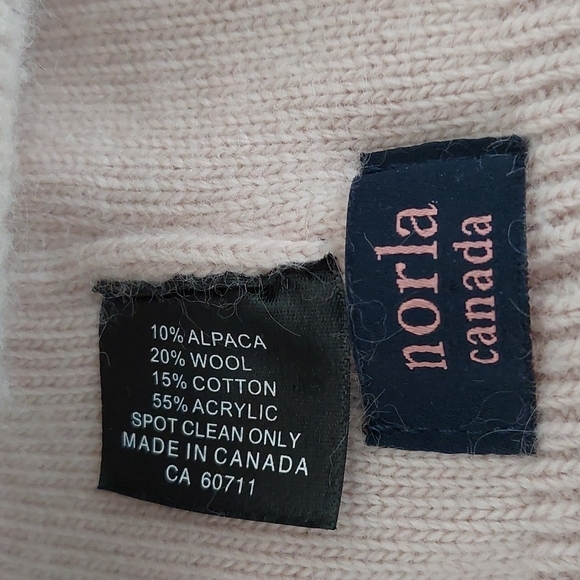 10% ALPACA
20% WOOL
15% COTTON
55% ACRYLIC
SPOT CLEAN ONLY
MADE IN CANADA
CA 60711
norla
canada